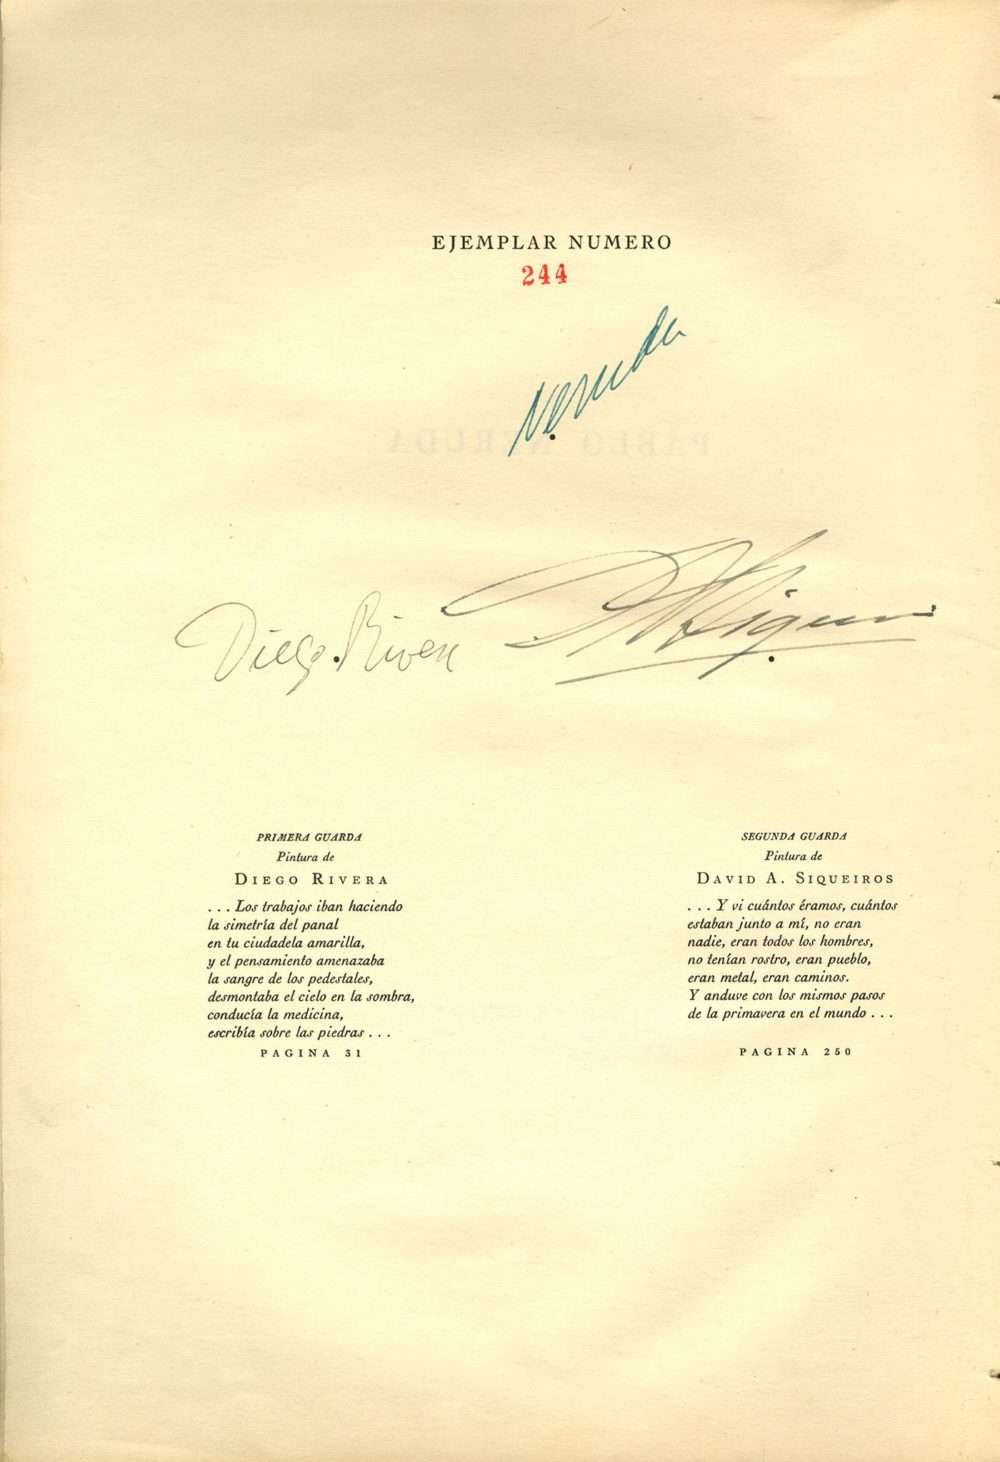 EJEMPLAR NUMERO
244
Neruda
PABLO NERUDA
Diego Rivera
D A Siqueiros
PRIMERA GUARDA
Pintura de
DIEGO RIVERA
. . . Los trabajos iban haciendo
la simetría del panal
en tu ciudadela amarilla,
y el pensamiento amenazaba
la sangre de los pedestales,
desmontaba el cielo en la sombra,
conducía la medicina,
escribía sobre las piedras . . .
PAGINA 31
SEGUNDA GUARDA
Pintura de
DAVID A. SIQUEIROS
. . . Y vi cuántos éramos, cuántos
estaban junto a mí, no eran
nadie, eran todos los hombres,
no tenían rostro, eran pueblo,
eran metal, eran caminos.
Y anduve con los mismos pasos
de la primavera en el mundo . . .
PAGINA 250